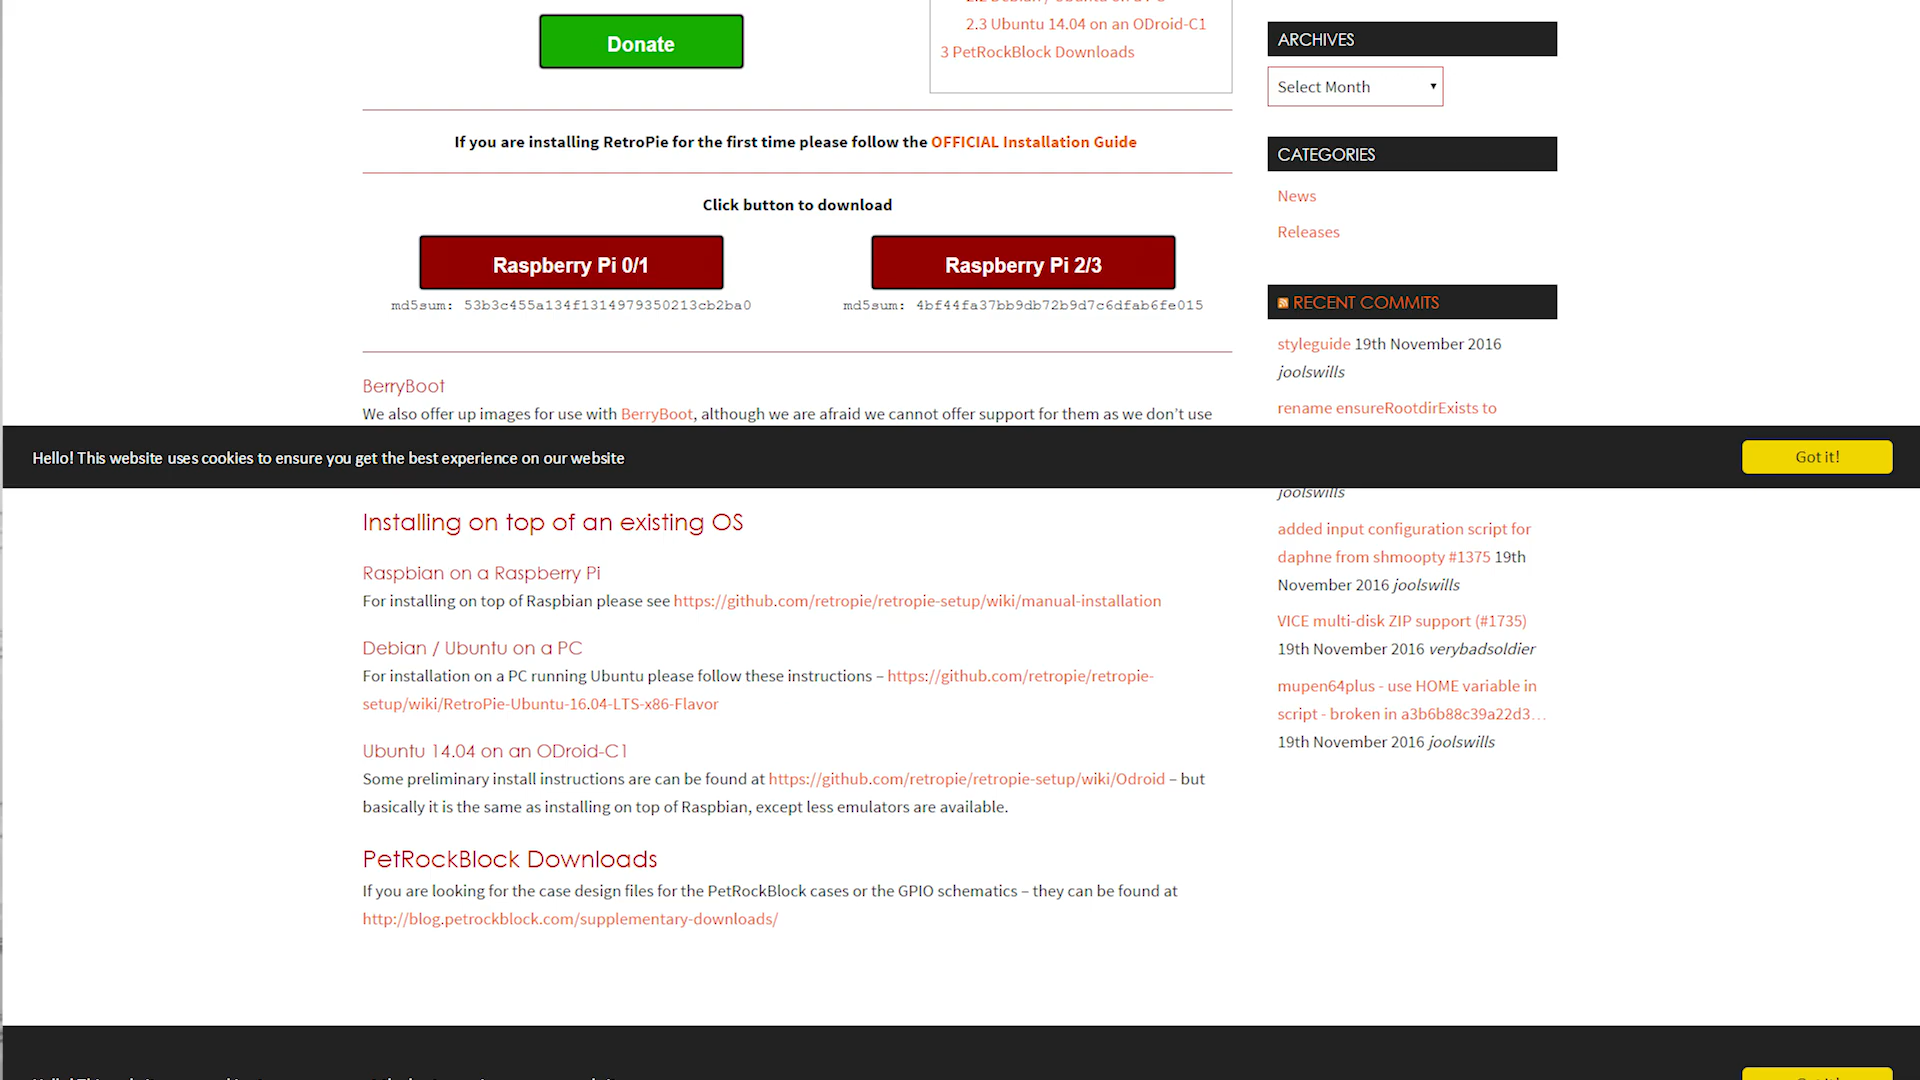 Donate
2.3 Ubuntu 14.04 on an ODroid-C1
3 PetRockBlock Downloads
If you are installing RetroPie for the first time please follow the OFFICIAL Installation Guide
Click button to download
Raspberry Pi 0/1
Raspberry Pi 2/3
md5sum: 53b3c455a134f1314979350213cb2ba0
md5sum: 4bf44fa37bb9db72b9d7c6dfab6fe015
BerryBoot
We also offer up images for use with BerryBoot, although we are afraid we cannot offer support for them as we don’t use
Hello! This website uses cookies to ensure you get the best experience on our website
Got it!
Installing on top of an existing OS
Raspbian on a Raspberry Pi
For installing on top of Raspbian please see https://github.com/retropie/retropie-setup/wiki/manual-installation
Debian / Ubuntu on a PC
For installation on a PC running Ubuntu please follow these instructions – https://github.com/retropie/retropie-
setup/wiki/RetroPie-Ubuntu-16.04-LTS-x86-Flavor
Ubuntu 14.04 on an ODroid-C1
Some preliminary install instructions are can be found at https://github.com/retropie/retropie-setup/wiki/Odroid – but
basically it is the same as installing on top of Raspbian, except less emulators are available.
PetRockBlock Downloads
If you are looking for the case design files for the PetRockBlock cases or the GPIO schematics – they can be found at
http://blog.petrockblock.com/supplementary-downloads/
ARCHIVES
Select Month
CATEGORIES
News
Releases
RECENT COMMITS
styleguide 19th November 2016
joolswills
rename ensureRootdirExists to
joolswills
added input configuration script for
daphne from shmoopty #1375 19th
November 2016 joolswills
VICE multi-disk ZIP support (#1735)
19th November 2016 verybadsoldier
mupen64plus - use HOME variable in
script - broken in a3b6b88c39a22d3…
19th November 2016 joolswills